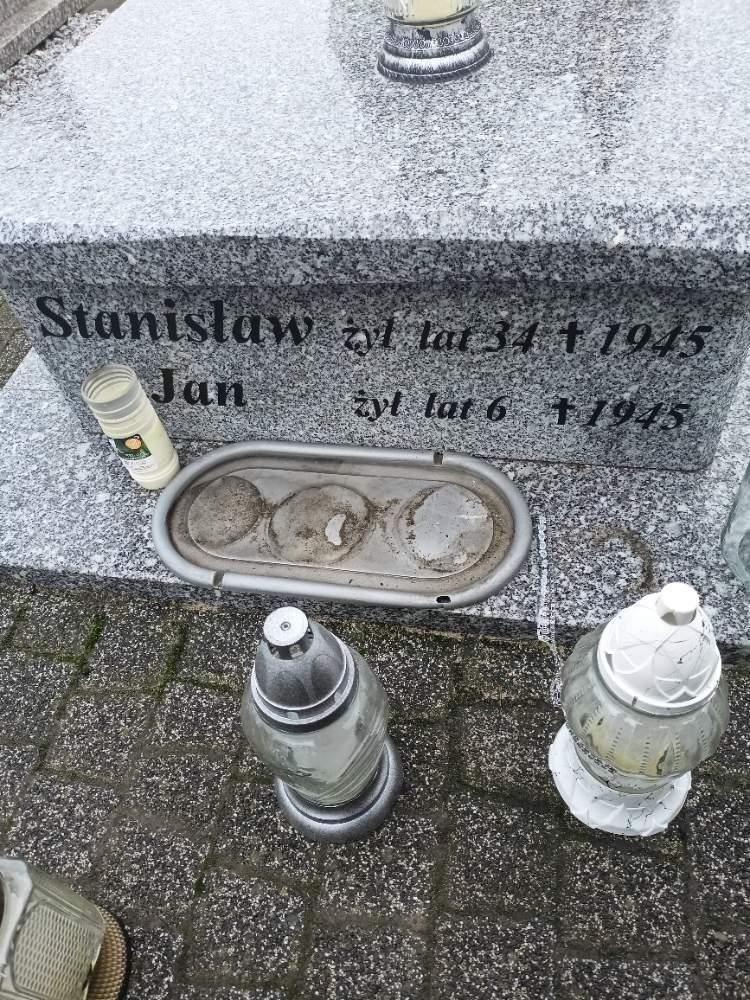 Stanisław żył lat 34 † 1945
Jan żył lat 6 † 1945